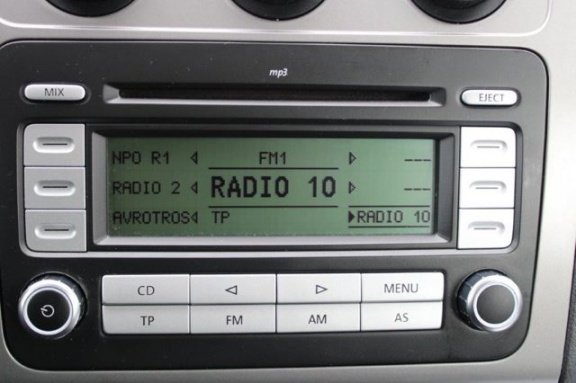 mp3
MIX
EJECT
NPO R1 FM1 ---
RADIO 2 RADIO 10 ---
AVROTROS TP RADIO 10
CD MENU
TP FM AM AS